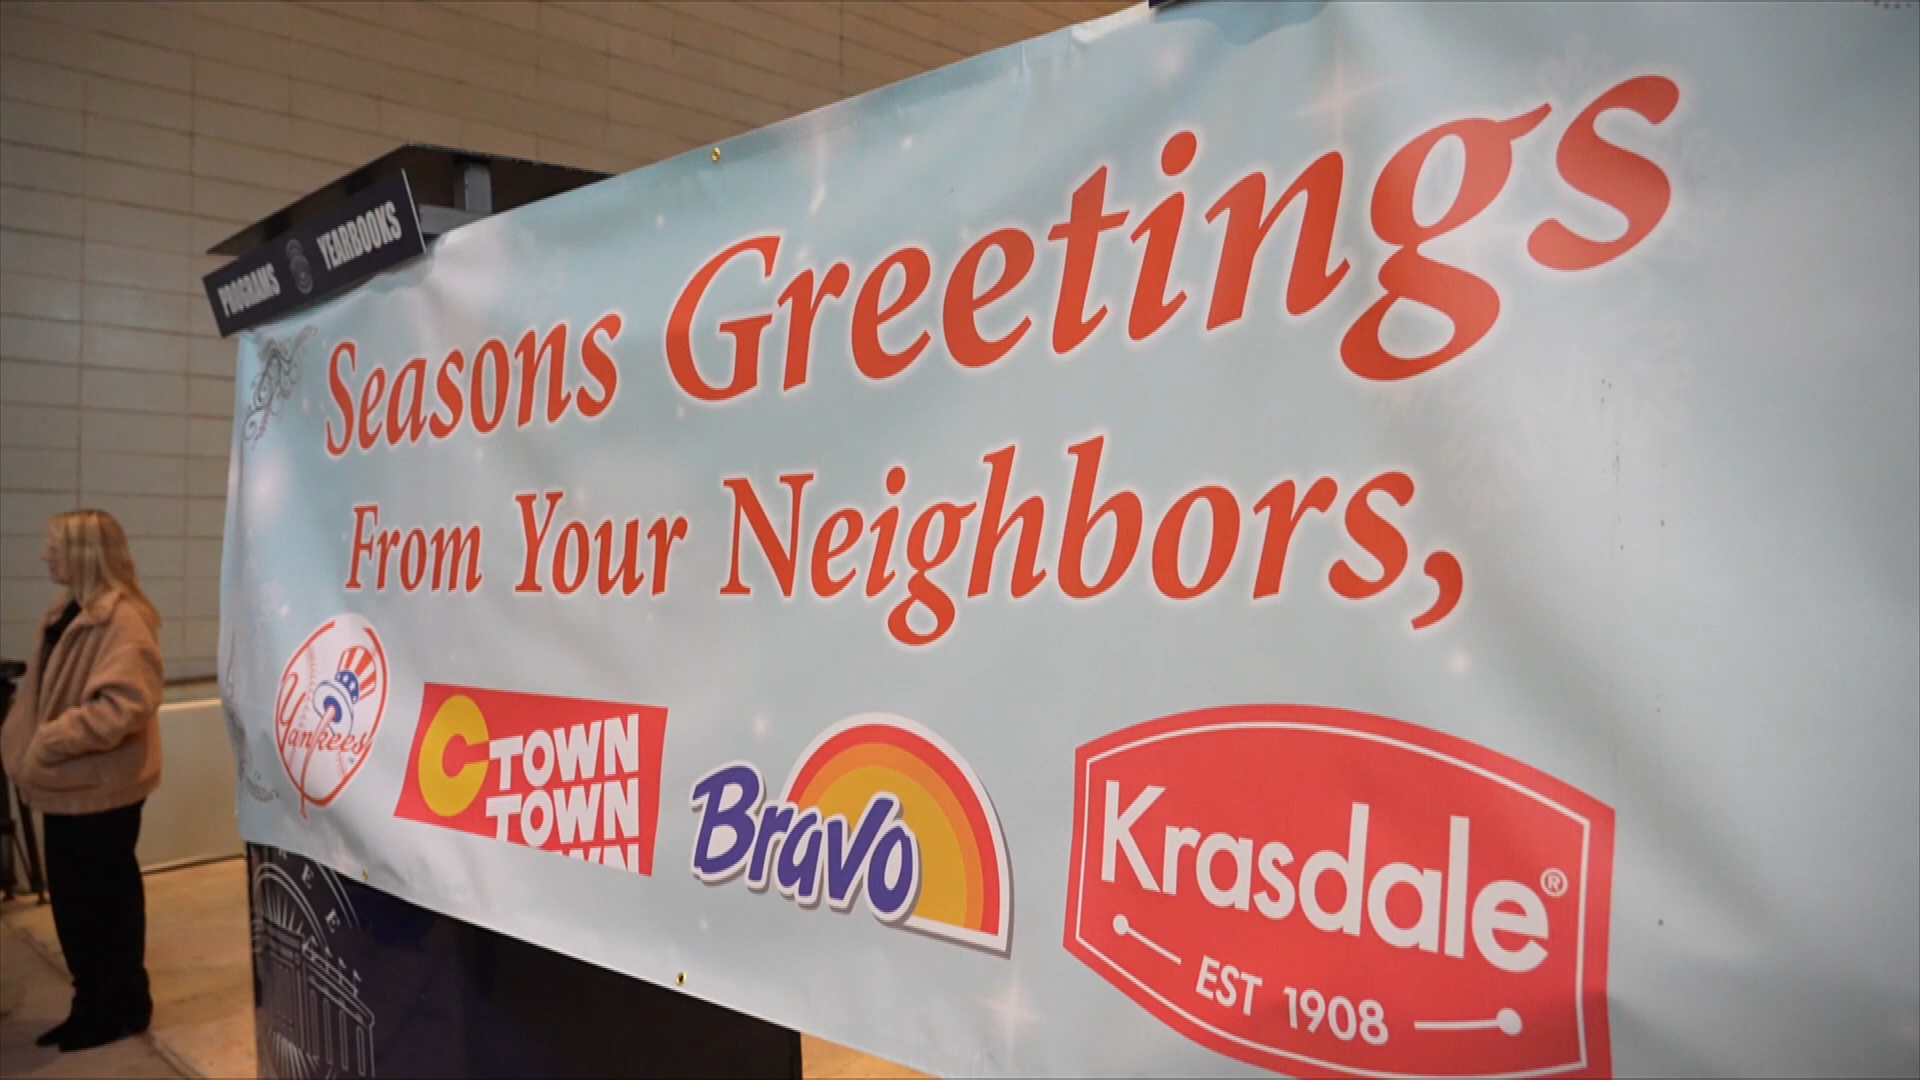 PROGRAMS YEARBOOKS
Seasons Greetings
From Your Neighbors,
Yankees
C TOWN
TOWN
Bravo
Krasdale®
EST 1908